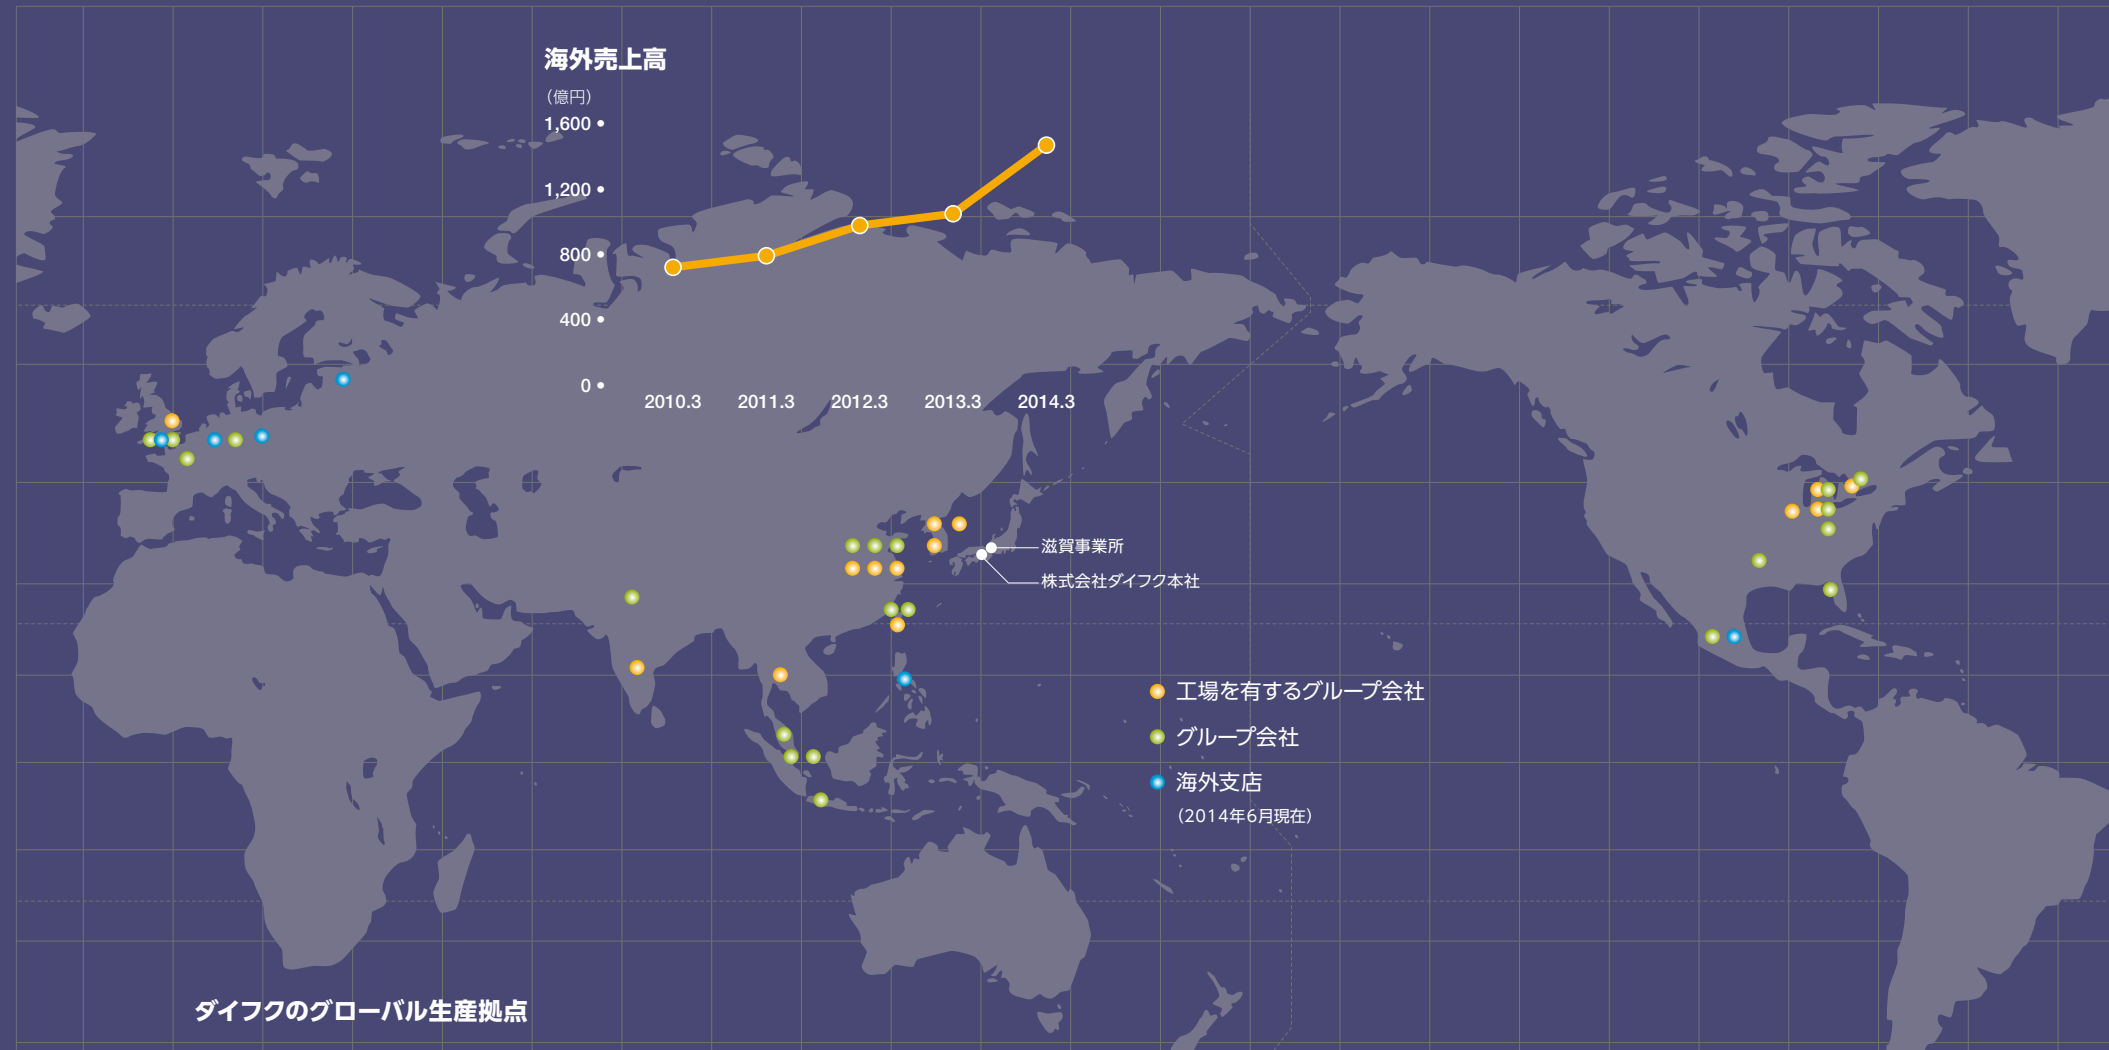 海外売上高
（億円）
1,600
1,200
800
400
0
2010.3 2011.3 2012.3 2013.3 2014.3
滋賀事業所
株式会社ダイフク本社
工場を有するグループ会社
グループ会社
海外支店
（2014年6月現在）
ダイフクのグローバル生産拠点